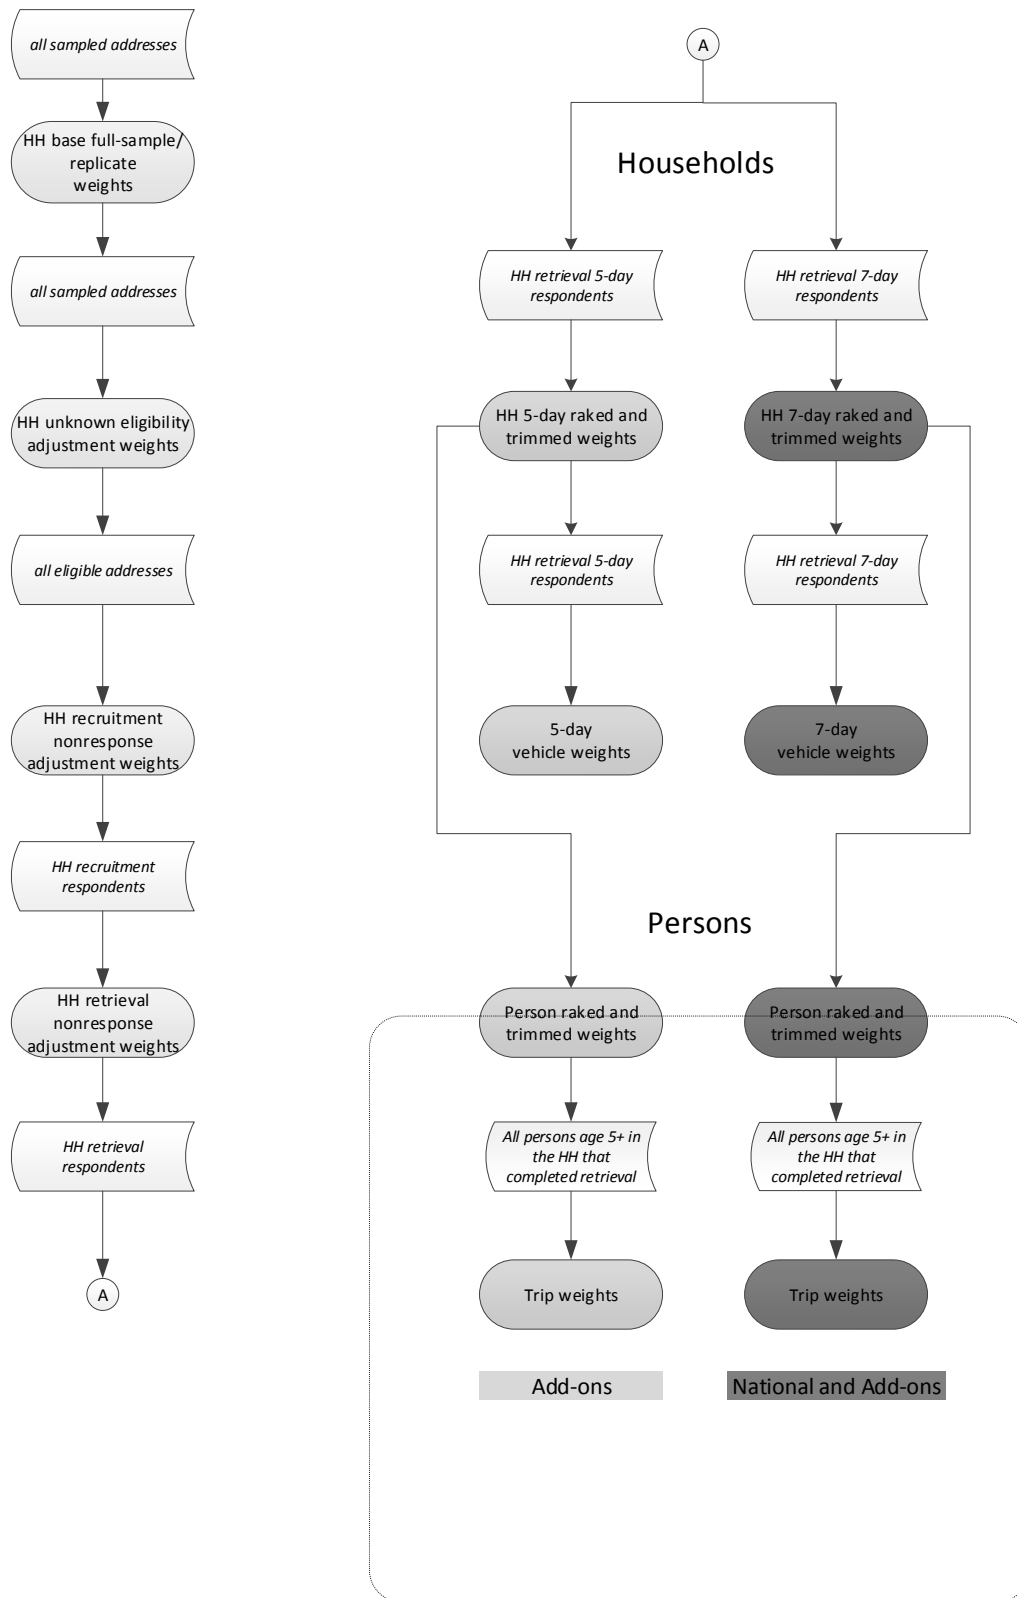 all sampled addresses
HH base full-sample/
replicate
weights
all sampled addresses
HH unknown eligibility
adjustment weights
all eligible addresses
HH recruitment
nonresponse
adjustment weights
HH recruitment
respondents
HH retrieval
nonresponse
adjustment weights
HH retrieval
respondents
A
A
Households
HH retrieval 5-day
respondents
HH retrieval 7-day
respondents
HH 5-day raked and
trimmed weights
HH 7-day raked and
trimmed weights
HH retrieval 5-day
respondents
HH retrieval 7-day
respondents
5-day
vehicle weights
7-day
vehicle weights
Persons
Person raked and
trimmed weights
Person raked and
trimmed weights
All persons age 5+ in
the HH that
completed retrieval
All persons age 5+ in
the HH that
completed retrieval
Trip weights
Trip weights
Add-ons
National and Add-ons